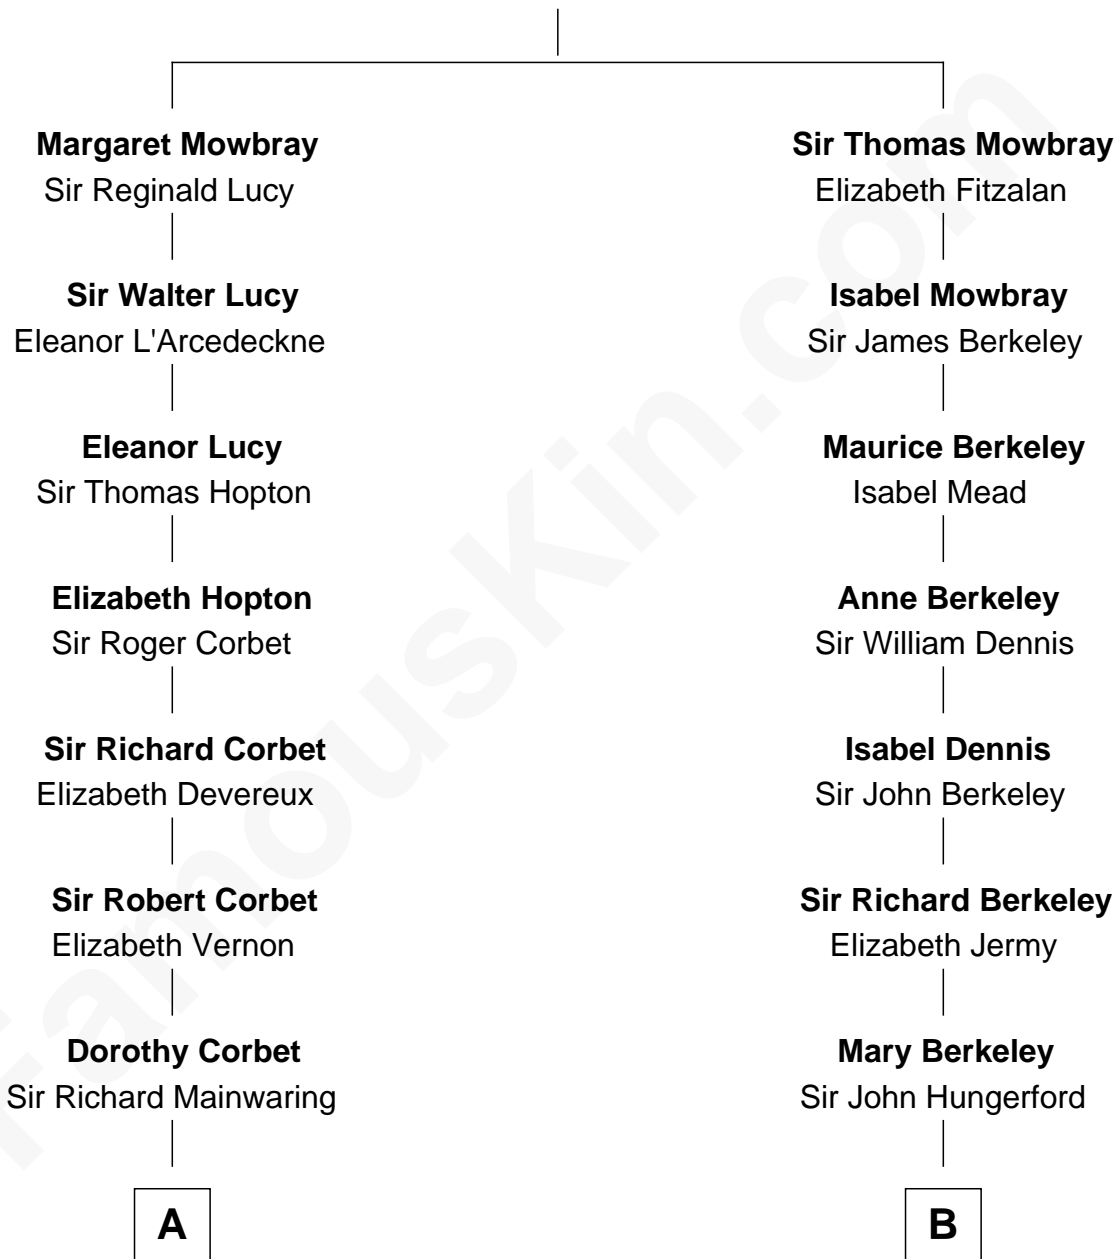 Margaret Mowbray
Sir Reginald Lucy
Sir Thomas Mowbray
Elizabeth Fitzalan
Sir Walter Lucy
Eleanor L'Arcedeckne
Isabel Mowbray
Sir James Berkeley
Eleanor Lucy
Sir Thomas Hopton
Maurice Berkeley
Isabel Mead
Elizabeth Hopton
Sir Roger Corbet
Anne Berkeley
Sir William Dennis
Sir Richard Corbet
Elizabeth Devereux
Isabel Dennis
Sir John Berkeley
Sir Robert Corbet
Elizabeth Vernon
Sir Richard Berkeley
Elizabeth Jermy
Dorothy Corbet
Sir Richard Mainwaring
Mary Berkeley
Sir John Hungerford
A
B
FamousKin.com